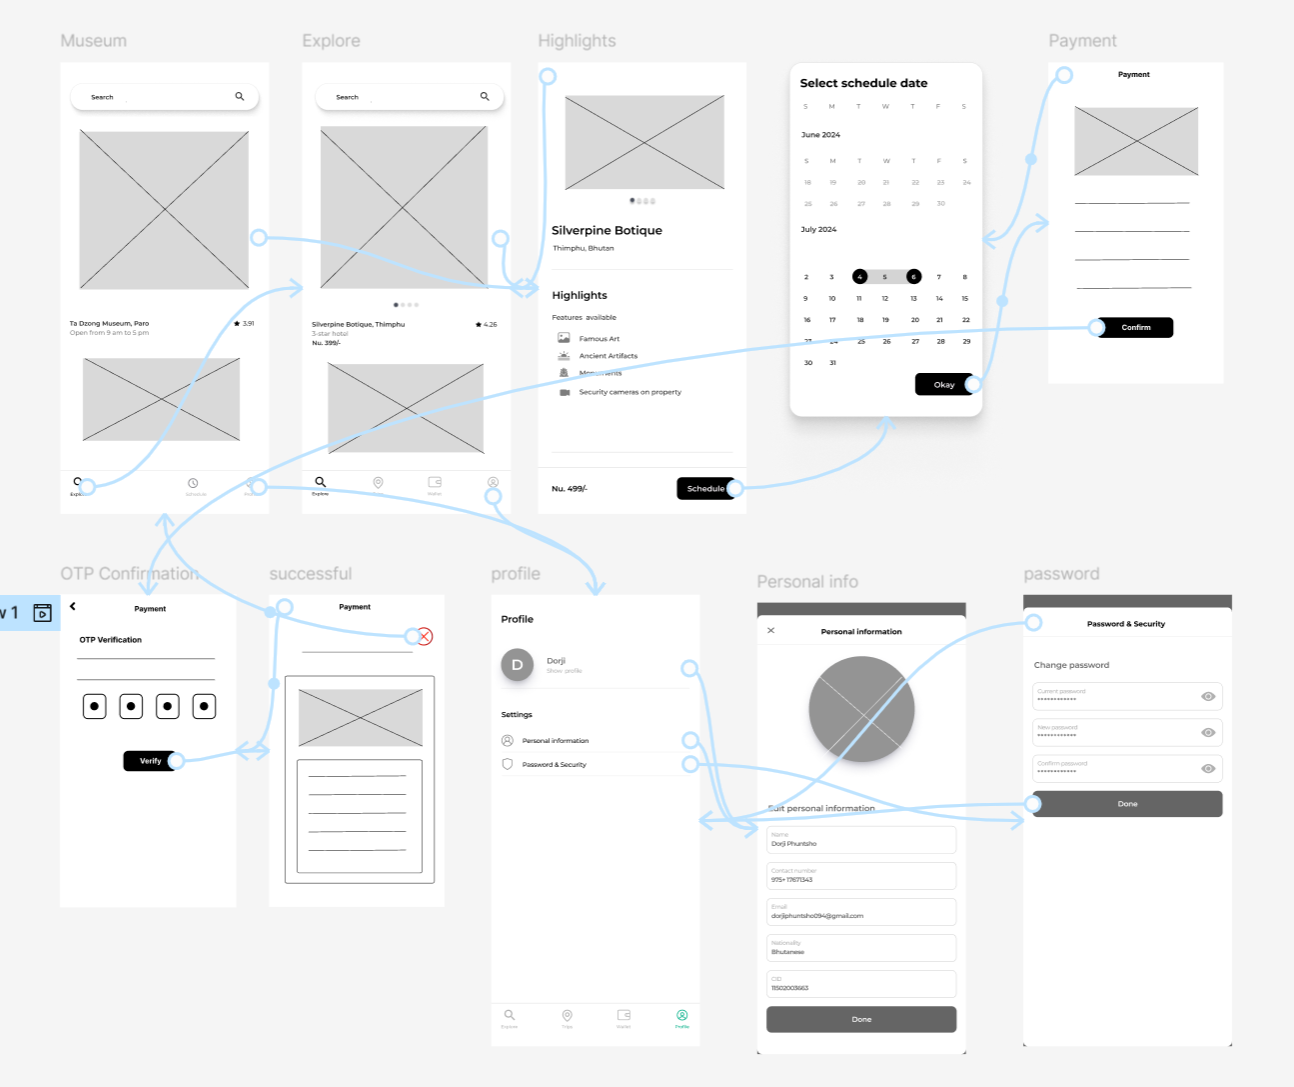 Museum
Search
Ta Dzong Museum, Paro
3.91
Open from 9 am to 5 pm
Schedule
Explore
Search
Silverpine Botique, Thimphu
4.26
3-star hotel
Nu. 399/-
Explore
Wallet
Highlights
Silverpine Botique
Thimphu, Bhutan
Highlights
Features available
Famous Art
Ancient Artifacts
Monuments
Security cameras on property
Nu. 499/-
Schedule
Select schedule date
S M T W T F S
June 2024
S M T W T F S
18 19 20 21 22 23 24
25 26 27 28 29 30
July 2024
2 3 4 5 6 7 8
9 10 11 12 13 14 15
16 17 18 19 20 21 22
23 24 25 26 27 28 29
30 31
Okay
Payment
Payment
Confirm
w 1
OTP Confirmation
Payment
OTP Verification
Verify
successful
Payment
profile
Profile
D
Dorji
Show profile
Settings
Personal information
Password & Security
Explore
Trips
Wallet
Profile
Personal info
Personal information
Edit personal information
Name
Dorji Phuntsho
Contact number
975+ 17671343
Email
dorjiphuntsho094@gmail.com
Nationality
Bhutanese
CID
11502003663
Done
password
Password & Security
Change password
Current password
************
New password
************
Confirm password
************
Done